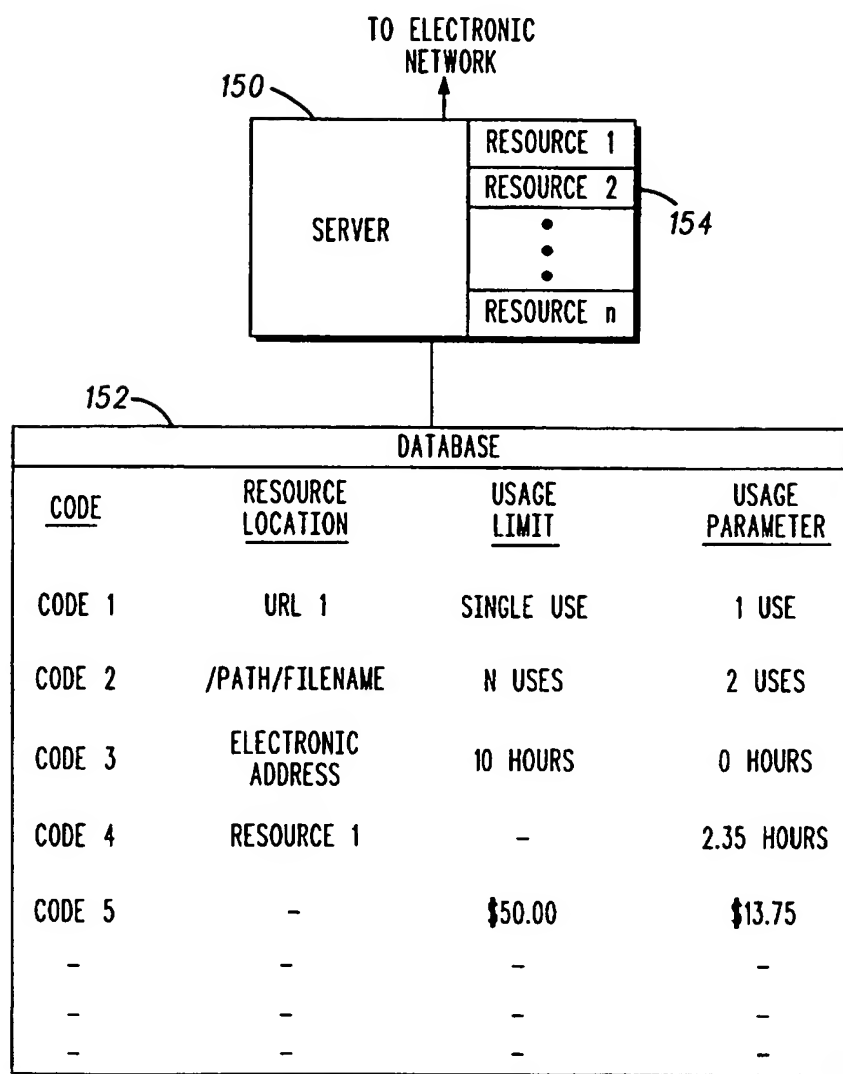 TO ELECTRONIC
NETWORK
150
RESOURCE 1
RESOURCE 2
154
SERVER
RESOURCE n
152
DATABASE
CODE
RESOURCE
LOCATION
USAGE
LIMIT
USAGE
PARAMETER
CODE 1 URL 1 SINGLE USE 1 USE
CODE 2 /PATH/FILENAME N USES 2 USES
CODE 3 ELECTRONIC
ADDRESS 10 HOURS 0 HOURS
CODE 4 RESOURCE 1 - 2.35 HOURS
CODE 5 - $50.00 $13.75
- - - -
- - - -
- - - -